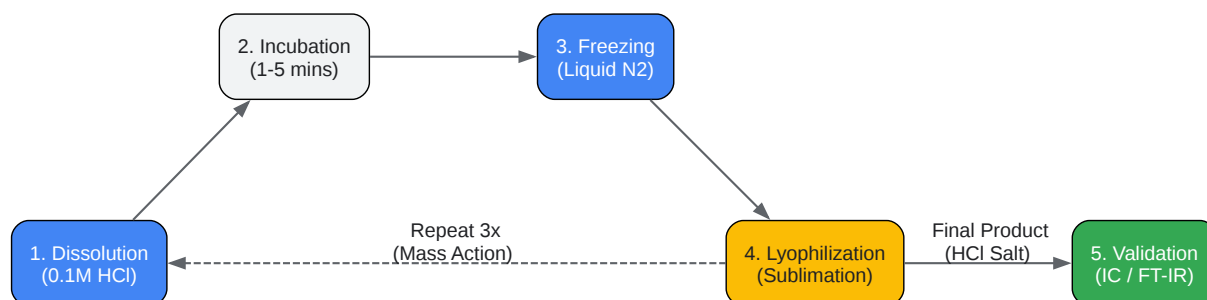 2. Incubation
(1-5 mins)
3. Freezing
(Liquid N2)
1. Dissolution
(0.1M HCl)
Repeat 3x
(Mass Action)
4. Lyophilization
(Sublimation)
Final Product
(HCl Salt)
5. Validation
(IC / FT-IR)